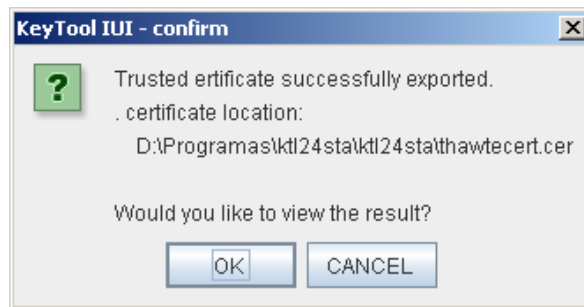 KeyTool IUI - confirm
?
Trusted ertificate successfully exported.
. certificate location:
D:\Programas\ktl24sta\ktl24sta\thawtecert.cer
Would you like to view the result?
OK CANCEL